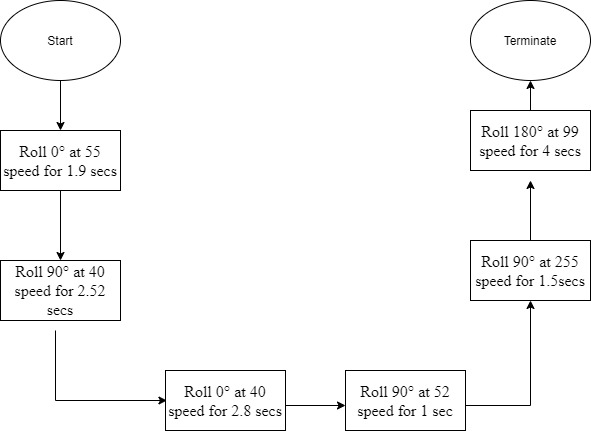 Start
Roll 0° at 55
speed for 1.9 secs
Roll 90° at 40
speed for 2.52
secs
Roll 0° at 40
speed for 2.8 secs
Roll 90° at 52
speed for 1 sec
Roll 90° at 255
speed for 1.5secs
Roll 180° at 99
speed for 4 secs
Terminate